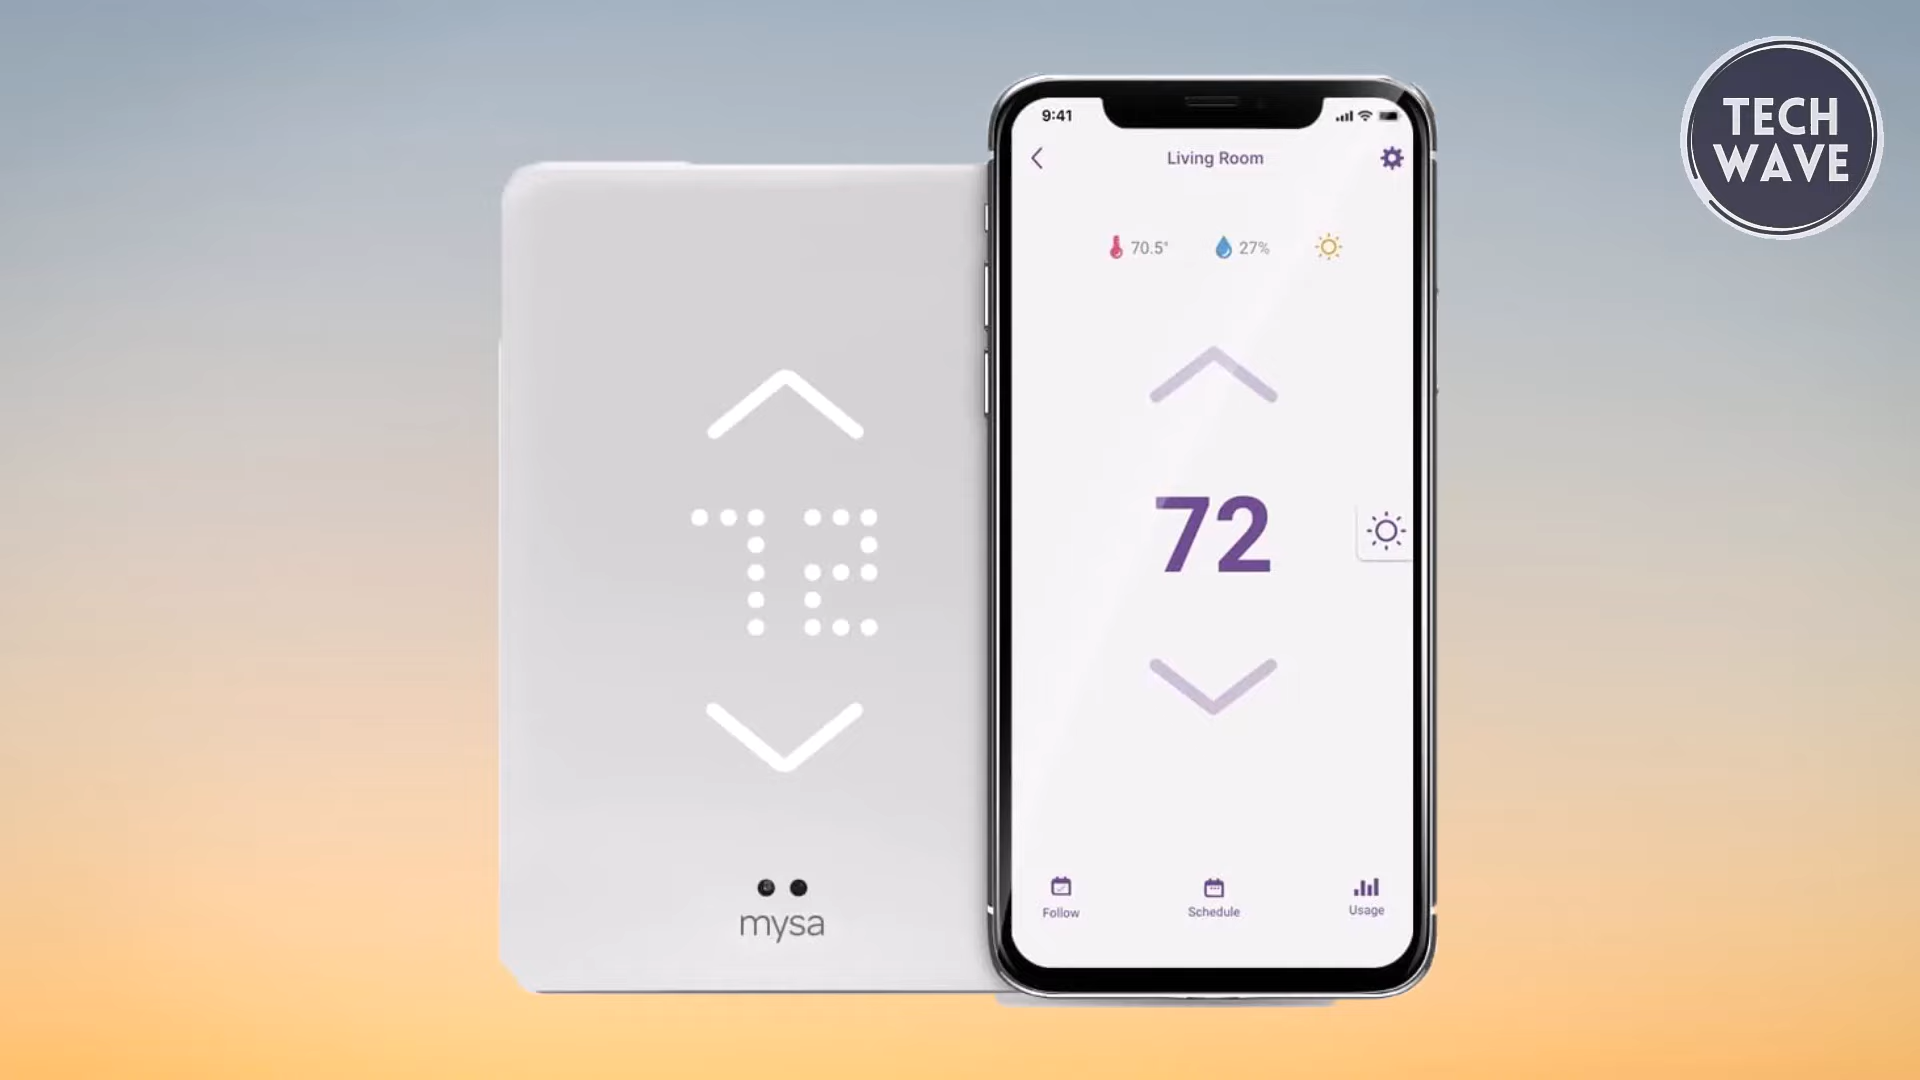 TECH
WAVE
9:41
Living Room
70.5°
27%
72
72
mysa
Follow
Schedule
Usage